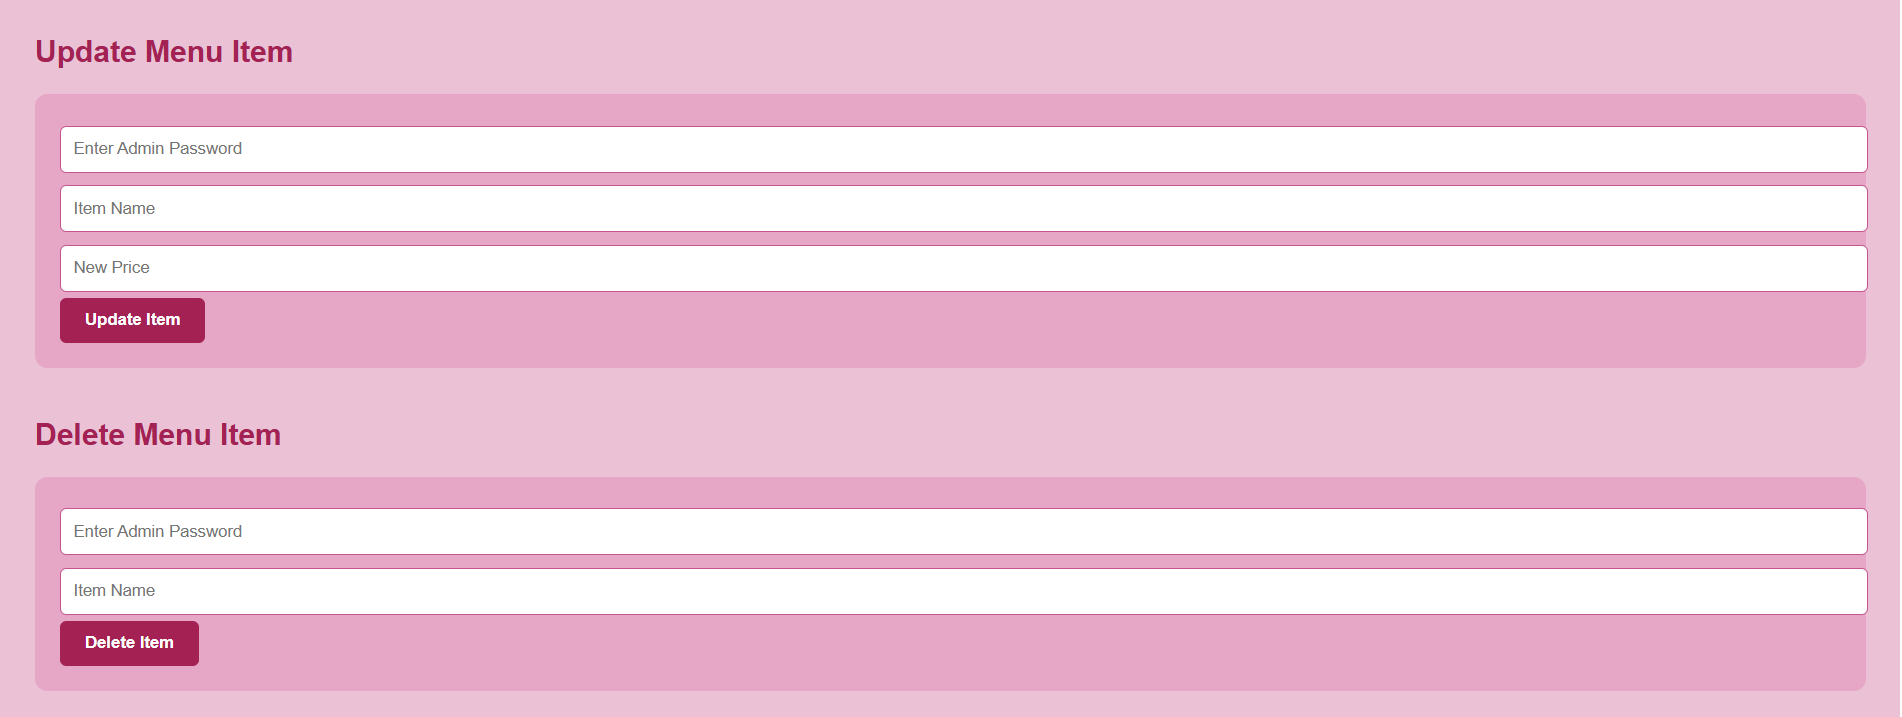 Update Menu Item
Enter Admin Password
Item Name
New Price
Update Item
Delete Menu Item
Enter Admin Password
Item Name
Delete Item